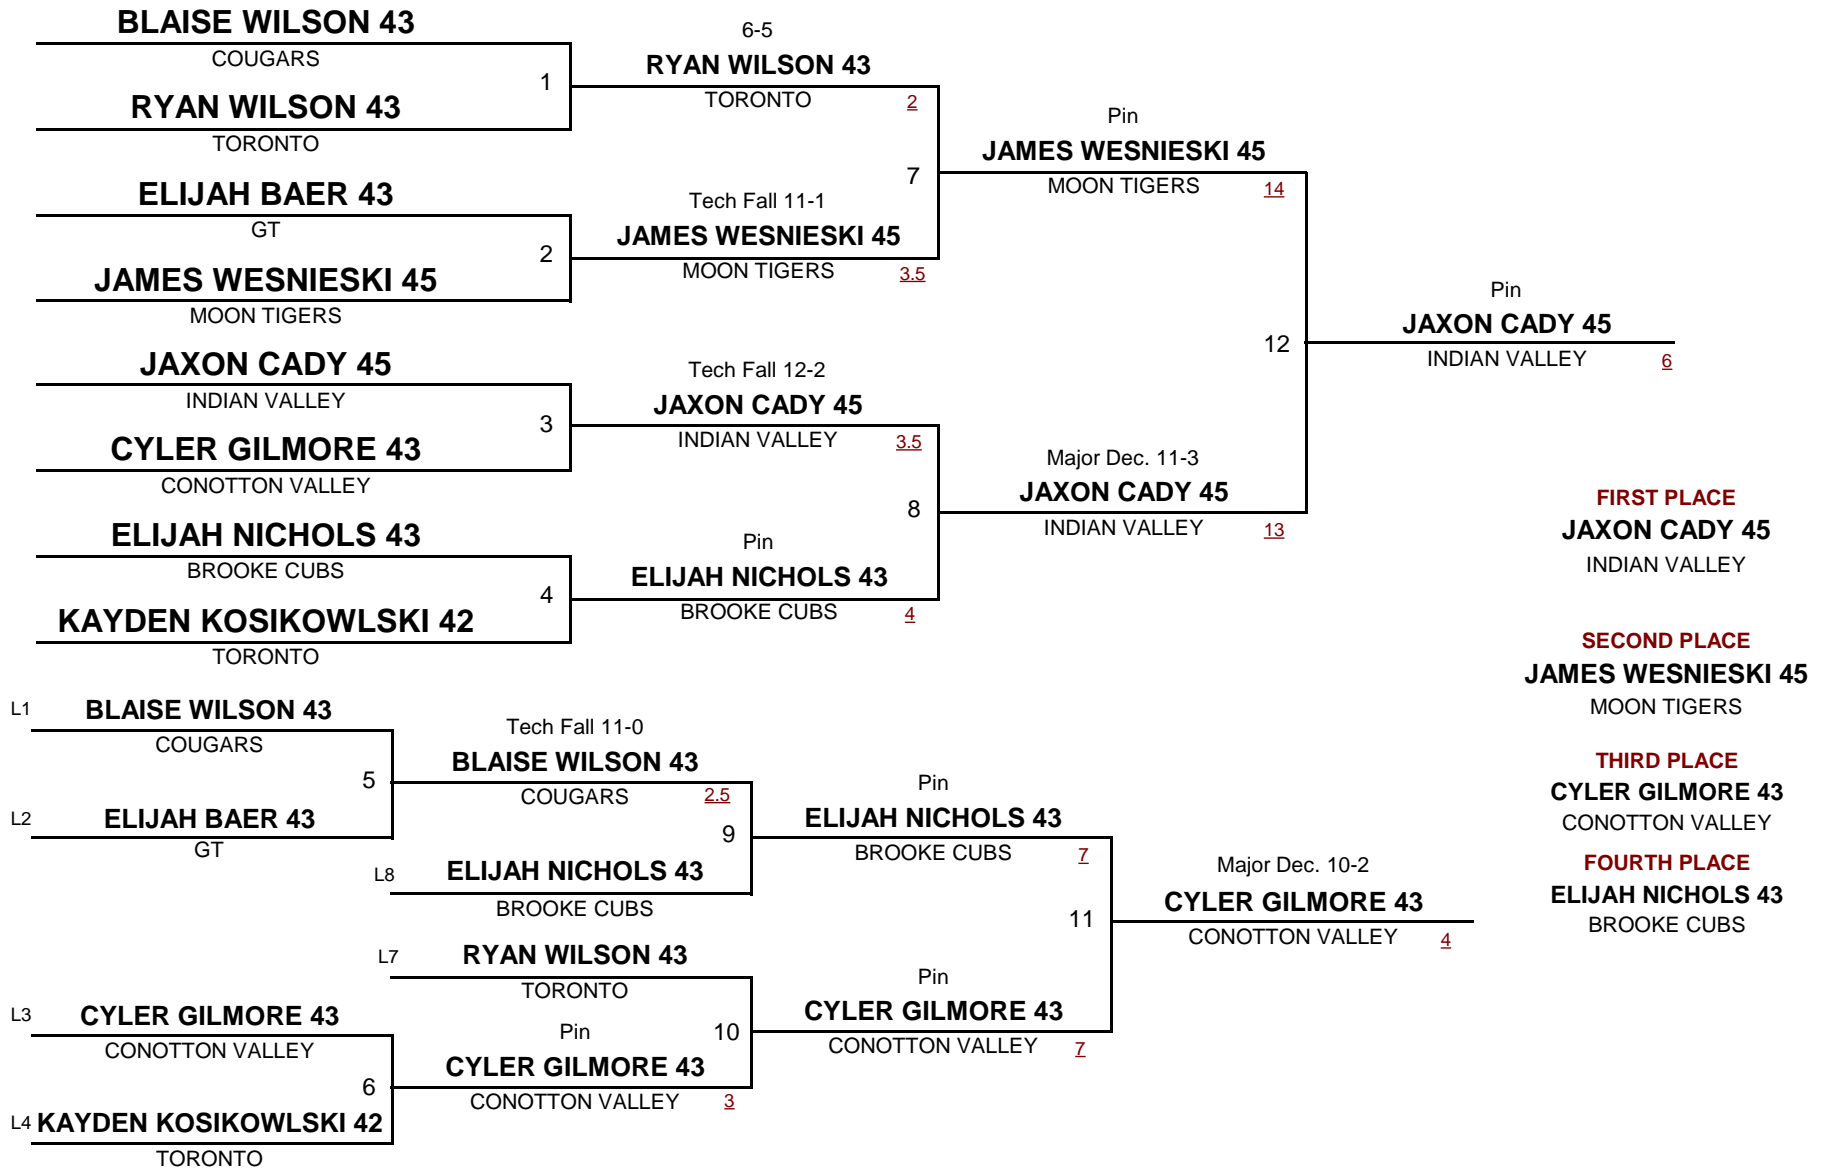 BLAISE WILSON 43
COUGARS
1
RYAN WILSON 43
TORONTO
6-5
RYAN WILSON 43
TORONTO
2
ELIJAH BAER 43
GT
2
JAMES WESNIESKI 45
MOON TIGERS
Tech Fall 11-1
JAMES WESNIESKI 45
MOON TIGERS
3.5
7
Pin
JAMES WESNIESKI 45
MOON TIGERS
14
JAXON CADY 45
INDIAN VALLEY
3
CYLER GILMORE 43
CONOTTON VALLEY
Tech Fall 12-2
JAXON CADY 45
INDIAN VALLEY
3.5
ELIJAH NICHOLS 43
BROOKE CUBS
4
KAYDEN KOSIKOWLSKI 42
TORONTO
Pin
ELIJAH NICHOLS 43
BROOKE CUBS
4
8
Major Dec. 11-3
JAXON CADY 45
INDIAN VALLEY
13
12
Pin
JAXON CADY 45
INDIAN VALLEY
6
FIRST PLACE
JAXON CADY 45
INDIAN VALLEY
SECOND PLACE
JAMES WESNIESKI 45
MOON TIGERS
THIRD PLACE
CYLER GILMORE 43
CONOTTON VALLEY
FOURTH PLACE
ELIJAH NICHOLS 43
BROOKE CUBS
L1
BLAISE WILSON 43
COUGARS
5
L2
ELIJAH BAER 43
GT
Tech Fall 11-0
BLAISE WILSON 43
COUGARS
2.5
9
L8
ELIJAH NICHOLS 43
BROOKE CUBS
Pin
ELIJAH NICHOLS 43
BROOKE CUBS
7
L7
RYAN WILSON 43
TORONTO
10
L3
CYLER GILMORE 43
CONOTTON VALLEY
6
L4
KAYDEN KOSIKOWLSKI 42
TORONTO
Pin
CYLER GILMORE 43
CONOTTON VALLEY
3
Pin
CYLER GILMORE 43
CONOTTON VALLEY
7
11
Major Dec. 10-2
CYLER GILMORE 43
CONOTTON VALLEY
4